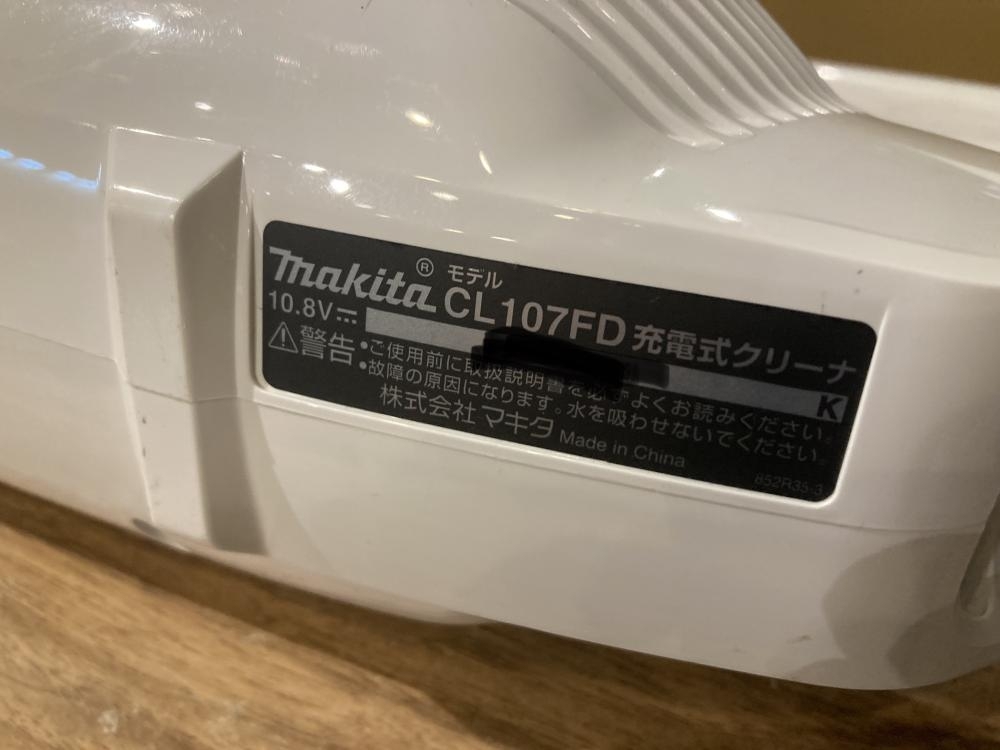 makita® モデル CL107FD 充電式クリーナ
10.8V⎓
K
⚠警告 •ご使用前に取扱説明書を必ずよくお読みください。
•故障の原因になります。水を吸わせないでください。
株式会社 マキタ Made in China
852R35-3